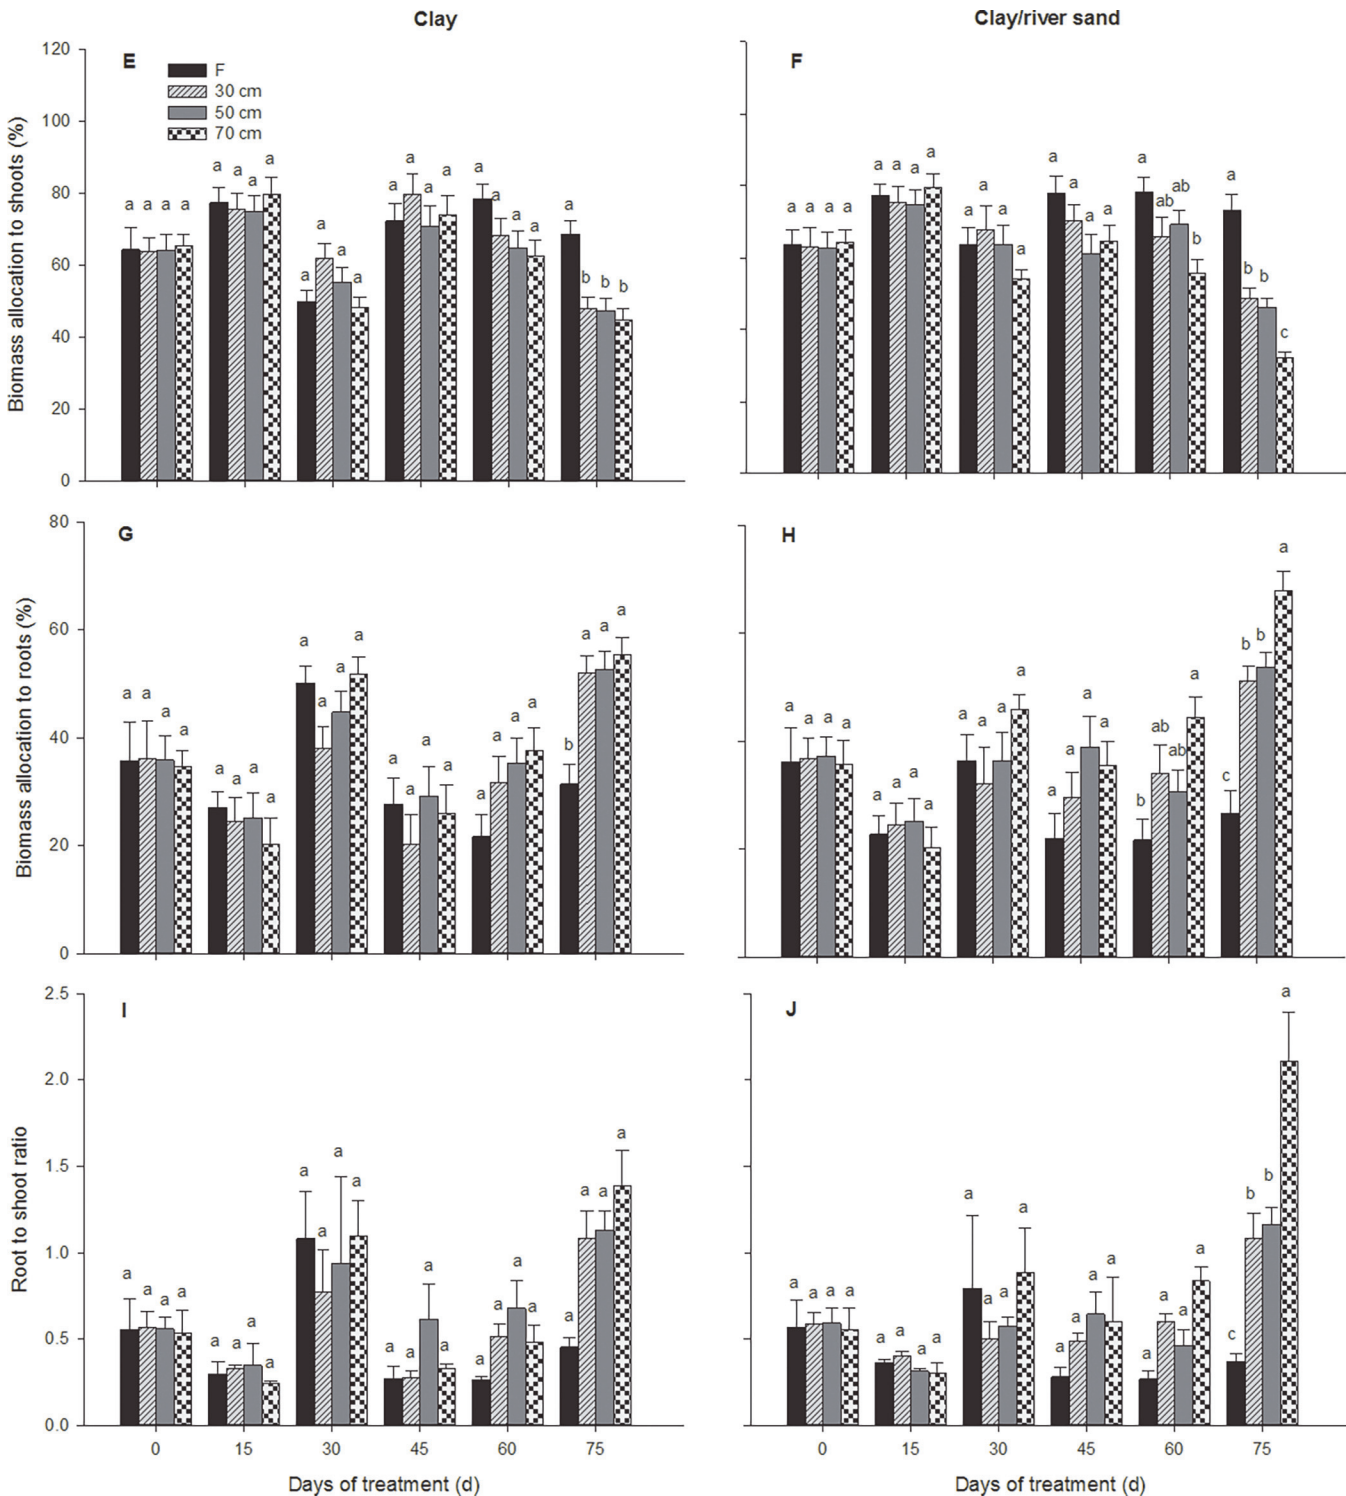 Clay
Clay/river sand
E
F
30 cm
50 cm
70 cm
Biomass allocation to shoots (%)
120
100
80
60
40
20
0
a a a a
a a a a
a a a a
a a a a
a a a a
a b b b
F
a a a a
a a a a
a a a a
a a a a
a ab ab b
a b b c
G
Biomass allocation to roots (%)
80
60
40
20
0
a a a a
a a a a
a a a a
a a a a
a a a a
b a a a
H
a a a a
a a a a
a a a a
a a a a
b ab ab a
c b b a
I
Root to shoot ratio
2.5
2.0
1.5
1.0
0.5
0.0
a a a a
a a a a
a a a a
a a a a
a a a a
a a a a
0 15 30 45 60 75
Days of treatment (d)
J
a a a a
a a a a
a a a a
a a a a
a a a a
c b b a
0 15 30 45 60 75
Days of treatment (d)